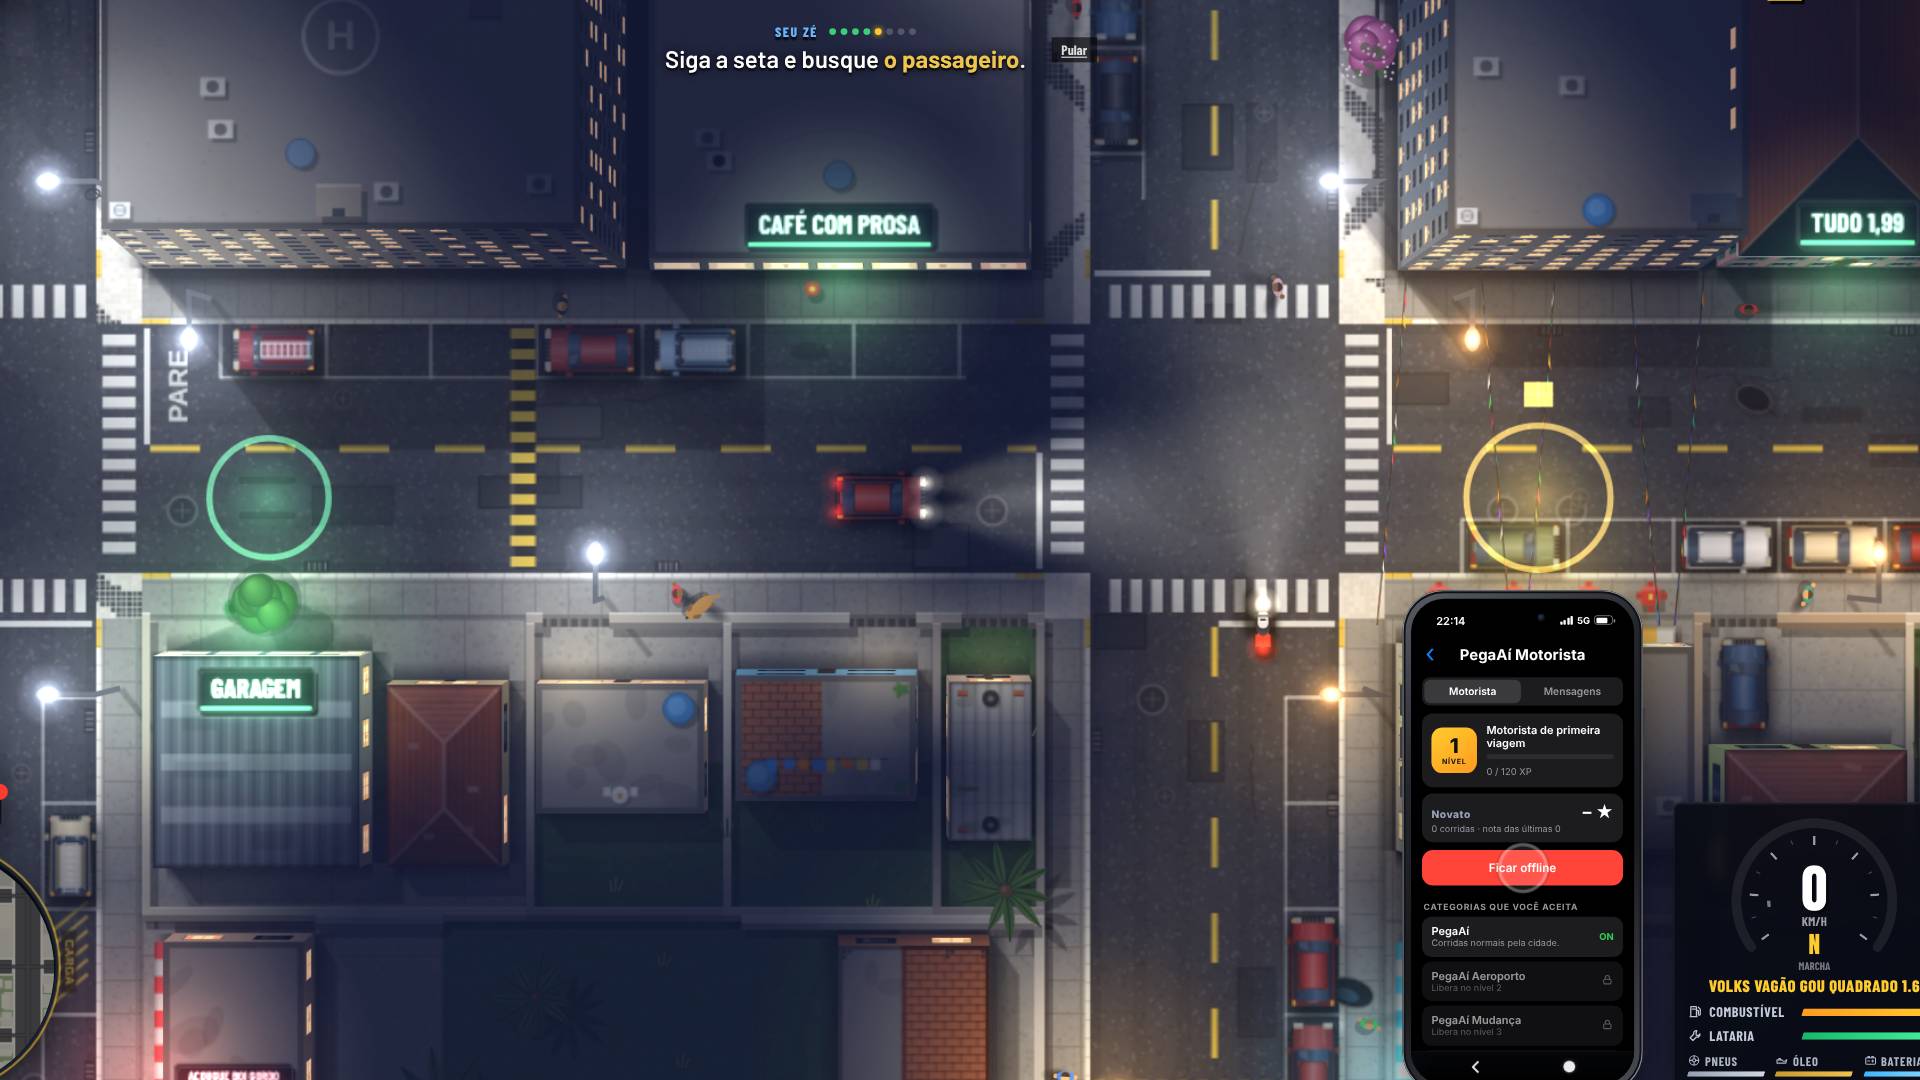 SEU ZÉ
Siga a seta e busque o passageiro.
Pular
H
CAFÉ COM PROSA
TUDO 1,99
PARE
GARAGEM
CARGA
22:14
5G
PegaAí Motorista
Motorista
Mensagens
1
NÍVEL
Motorista de primeira
viagem
0 / 120 XP
Novato
–★
0 corridas · nota das últimas 0
Ficar offline
CATEGORIAS QUE VOCÊ ACEITA
PegaAí
Corridas normais pela cidade.
ON
PegaAí Aeroporto
Libera no nível 2
PegaAí Mudança
Libera no nível 3
0
KM/H
N
MARCHA
VOLKS VAGÃO GOU QUADRADO 1.6
COMBUSTÍVEL
LATARIA
PNEUS
ÓLEO
BATERIA